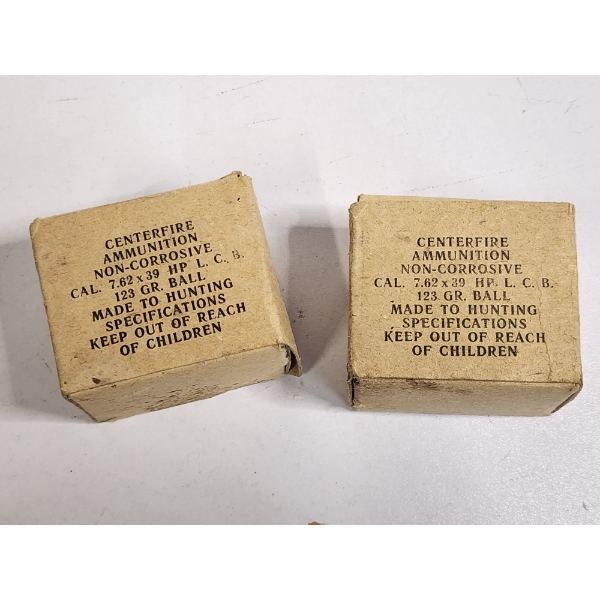 CENTERFIRE
AMMUNITION
NON-CORROSIVE
CAL. 7.62 x 39 HP L. C. B.
123 GR. BALL
MADE TO HUNTING
SPECIFICATIONS
KEEP OUT OF REACH
OF CHILDREN
CENTERFIRE
AMMUNITION
NON-CORROSIVE
CAL. 7.62 x 39 HP L. C. B.
123 GR. BALL
MADE TO HUNTING
SPECIFICATIONS
KEEP OUT OF REACH
OF CHILDREN